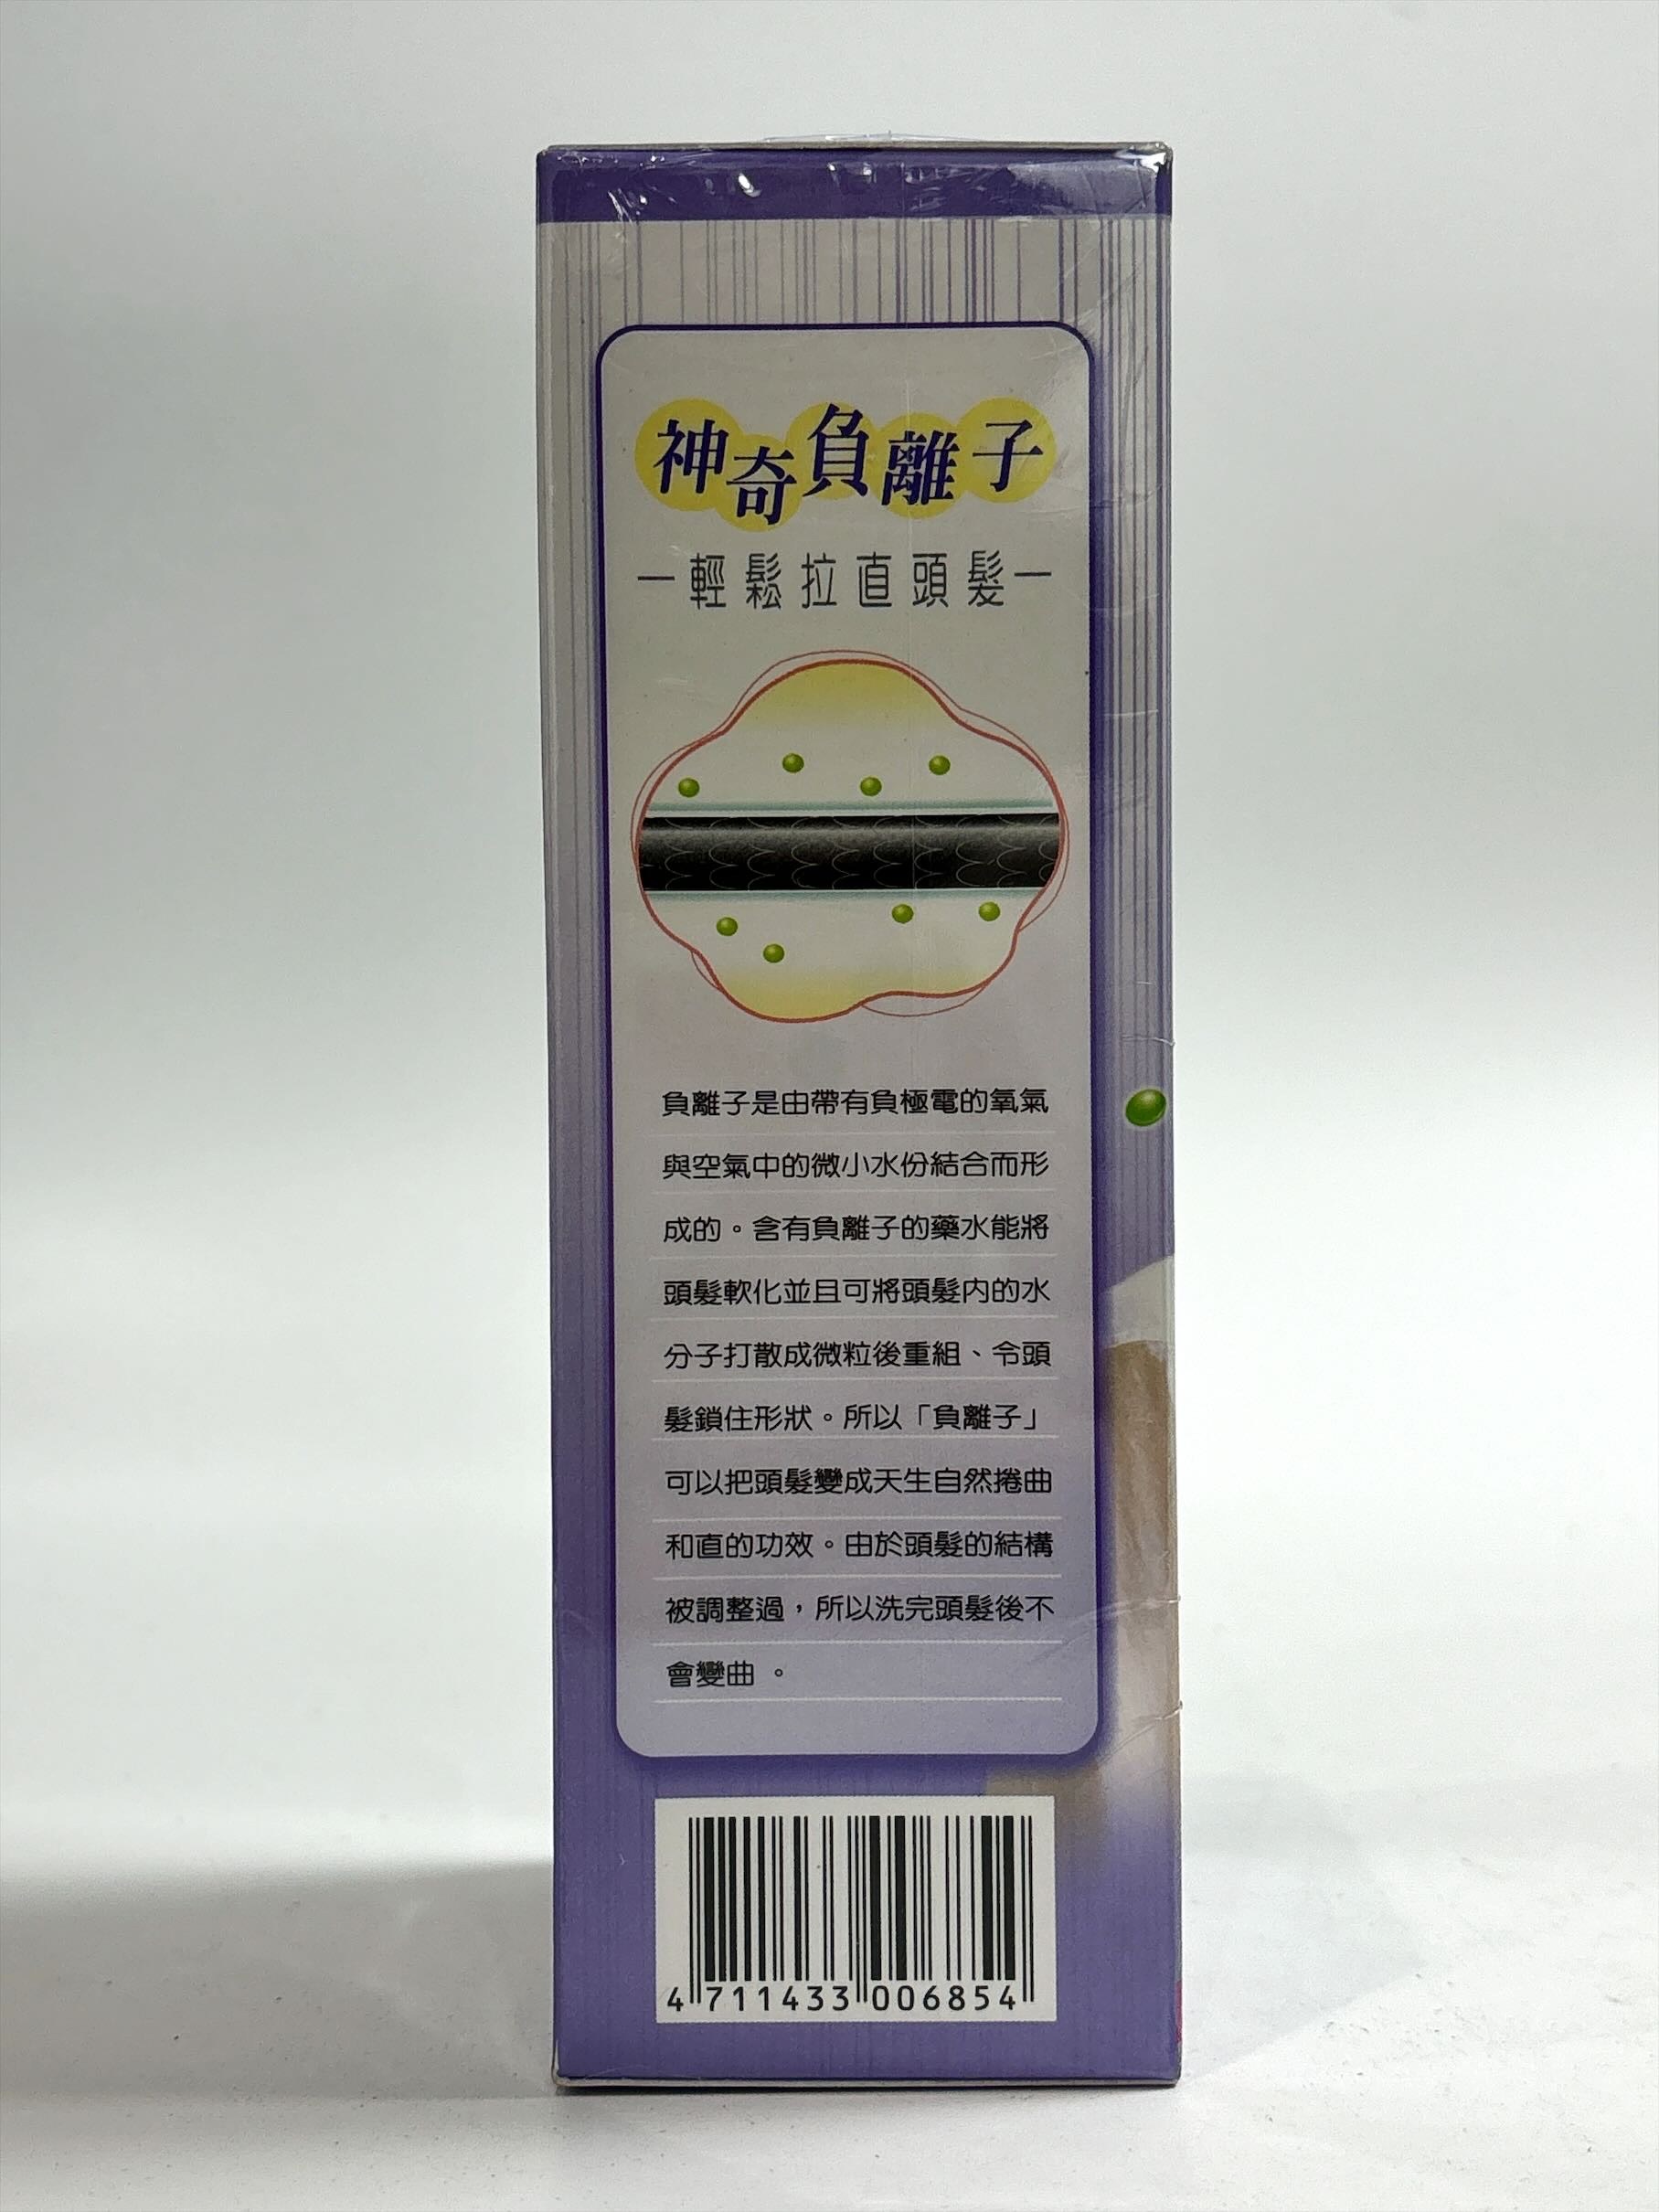 神奇負離子
一輕鬆拉直頭髮一
負離子是由帶有負極電的氧氣
與空氣中的微小水份結合而形
成的。含有負離子的藥水能將
頭髮軟化並且可將頭髮內的水
分子打散成微粒後重組、令頭
髮鎖住形狀。所以「負離子」
可以把頭髮變成天生自然捲曲
和直的功效。由於頭髮的結構
被調整過，所以洗完頭髮後不
會變曲。
4 711433 006854